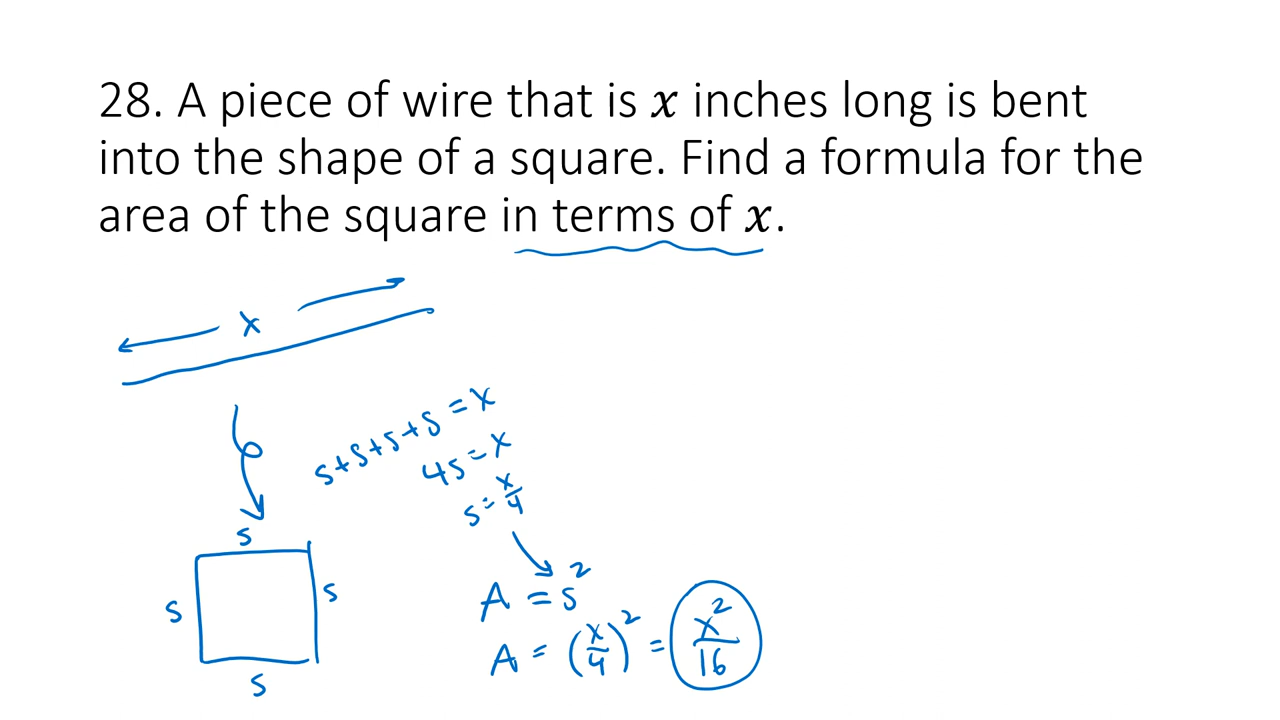 28. A piece of wire that is x inches long is bent
into the shape of a square. Find a formula for the
area of the square in terms of x.
x
s+s+s+s=x
4s=x
s=x/4
s
s
s
s
A = s²
A = (x/4)² = x²/16